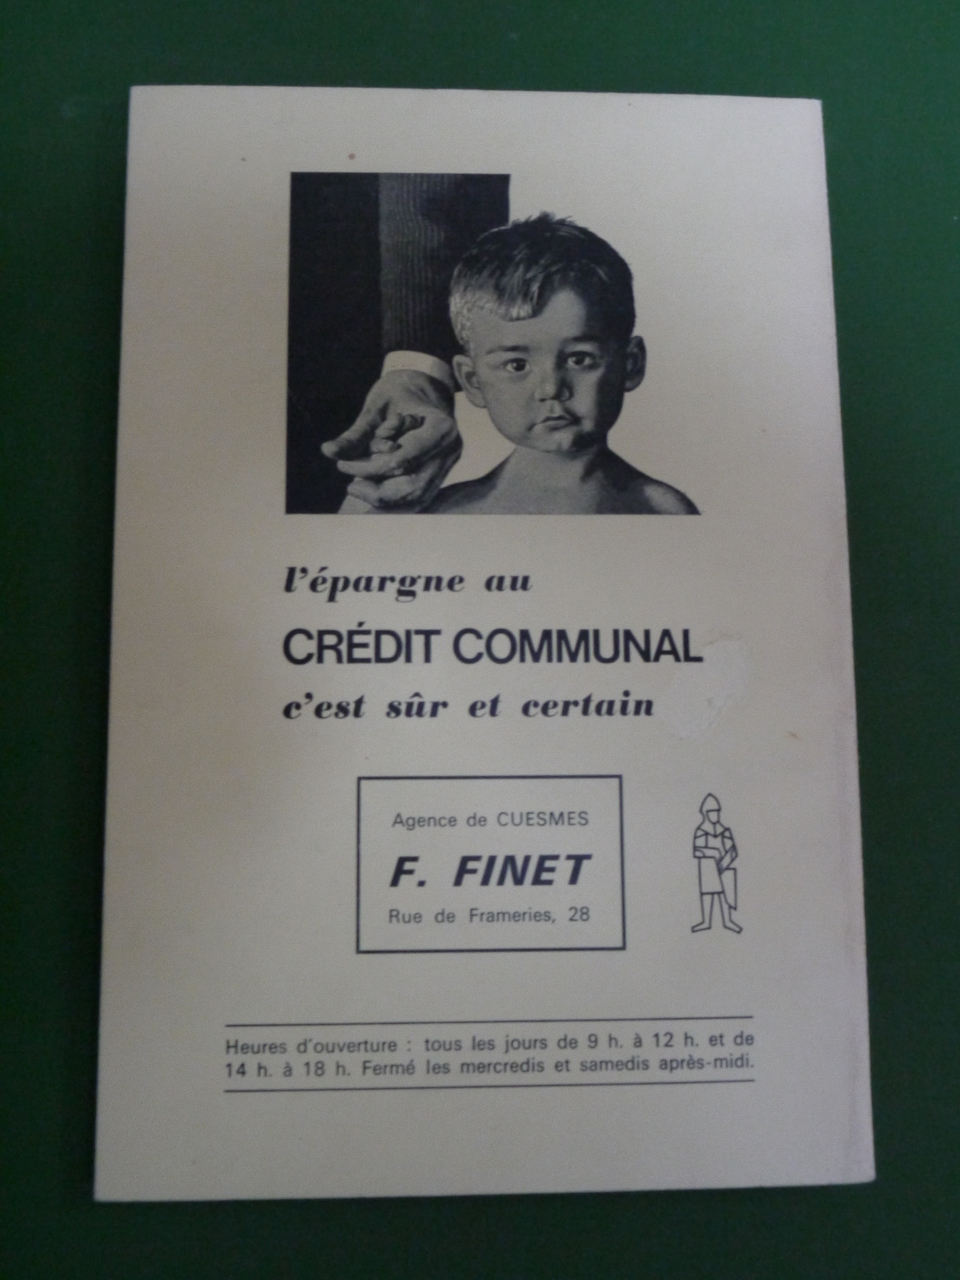 l'épargne au
CRÉDIT COMMUNAL
c'est sûr et certain
Agence de CUESMES
F. FINET
Rue de Frameries, 28
Heures d'ouverture : tous les jours de 9 h. à 12 h. et de
14 h. à 18 h. Fermé les mercredis et samedis après-midi.